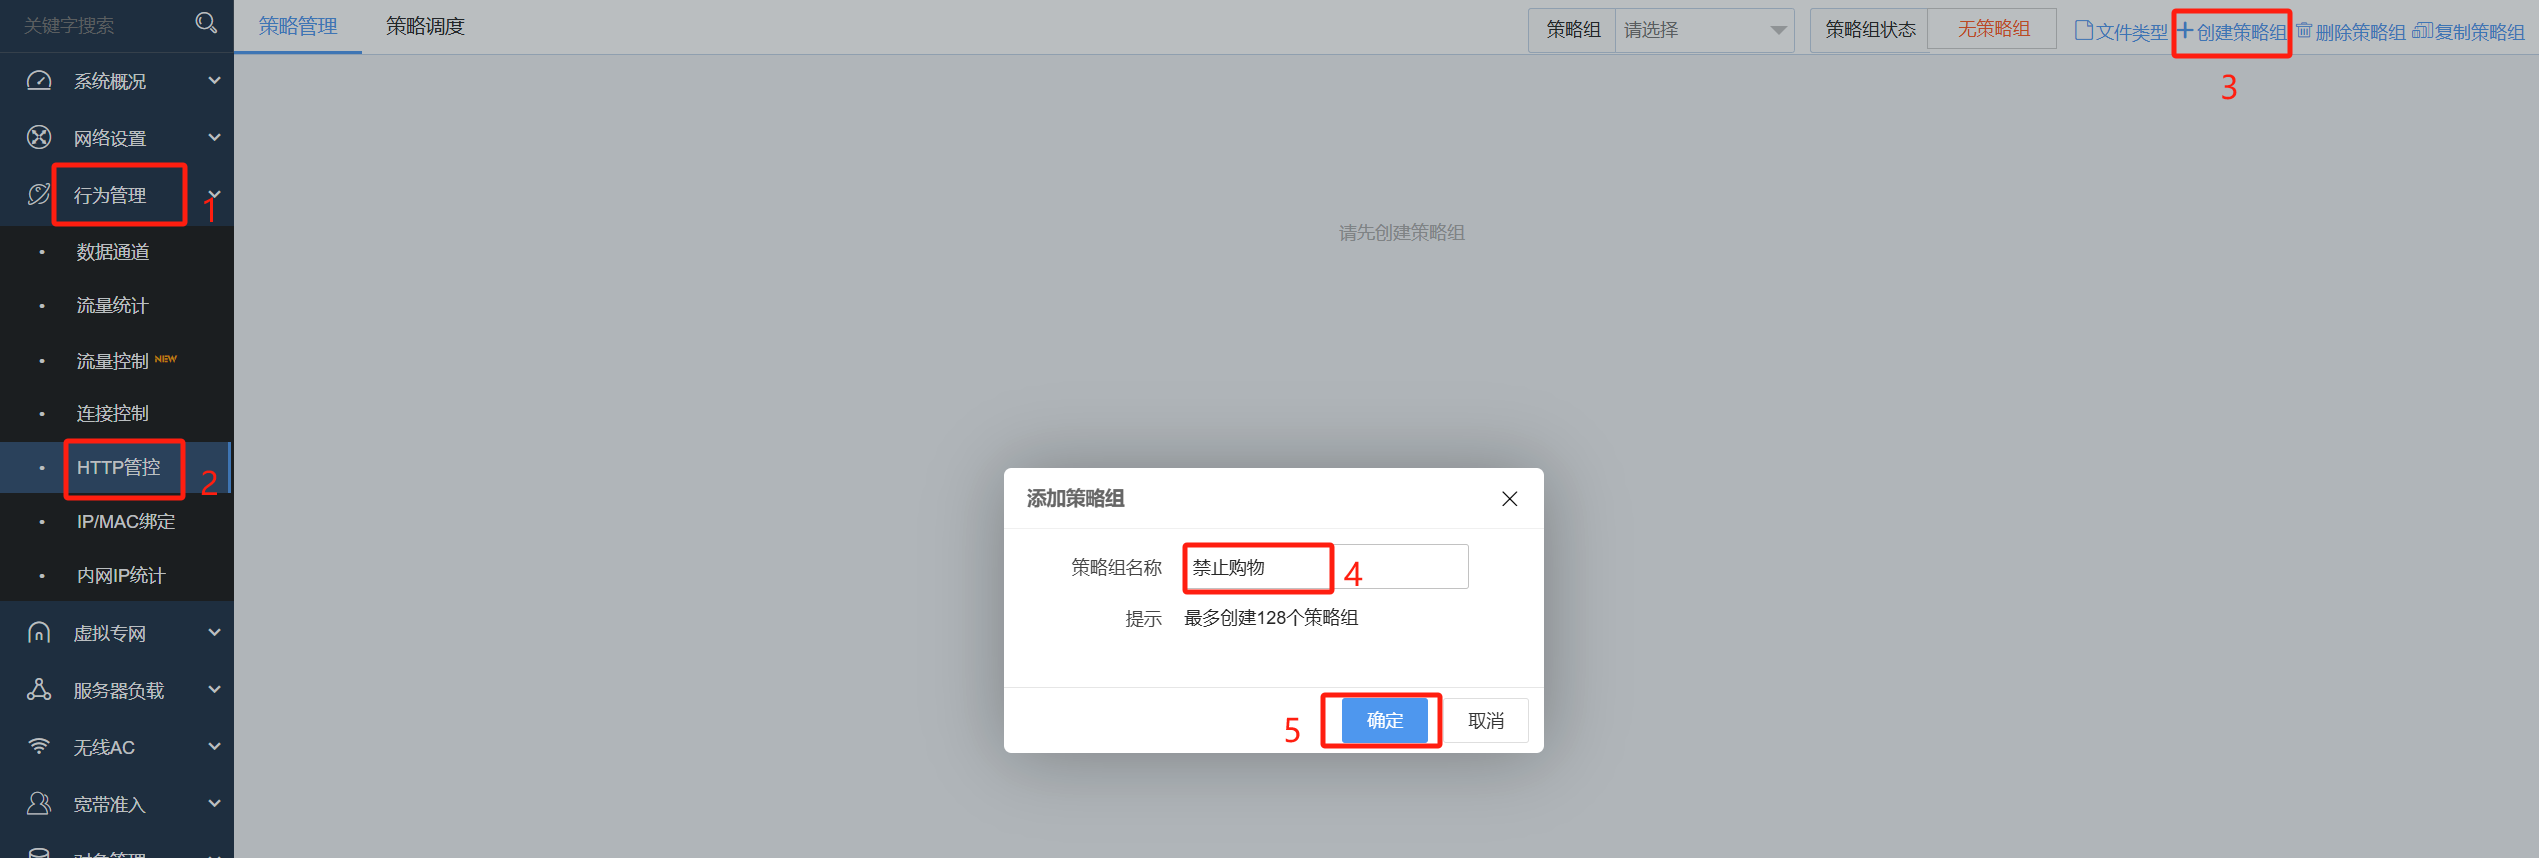 关键字搜索
策略管理 策略调度 策略组 请选择 策略组状态 无策略组 文件类型 创建策略组 删除策略组 复制策略组
3
系统概况
网络设置
行为管理 1
数据通道
流量统计
流量控制 NEW
连接控制
HTTP管控 2
IP/MAC绑定
内网IP统计
虚拟专网
服务器负载
无线AC
宽带准入
对象管理
请先创建策略组
添加策略组
策略组名称 禁止购物 4
提示 最多创建128个策略组
5 确定 取消